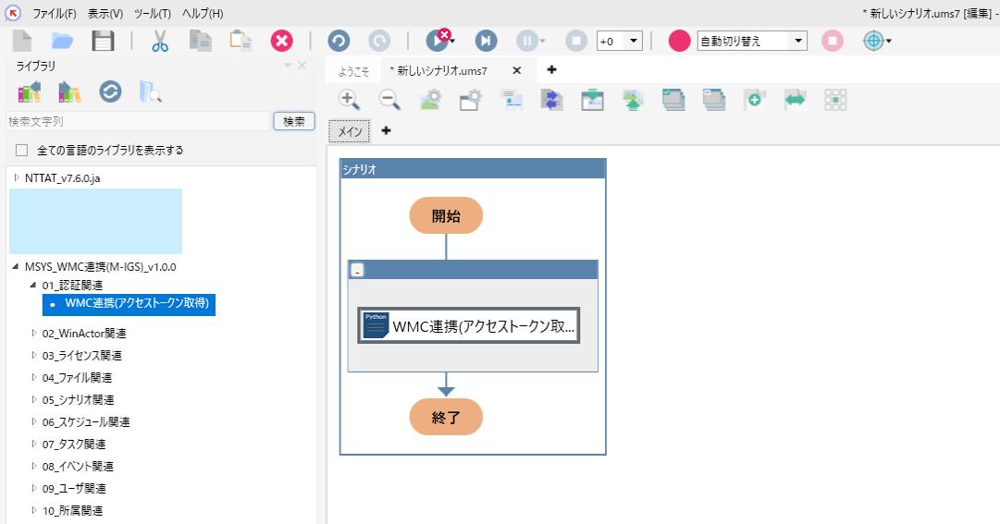 ファイル(F) 表示(V) ツール(T) ヘルプ(H)
* 新しいシナリオ.ums7 [編集] -
+0
自動切り替え
ライブラリ
検索文字列
検索
全ての言語のライブラリを表示する
NTTAT_v7.6.0.ja
MSYS_WMC連携(M-IGS)_v1.0.0
01_認証関連
WMC連携(アクセストークン取得)
02_WinActor関連
03_ライセンス関連
04_ファイル関連
05_シナリオ関連
06_スケジュール関連
07_タスク関連
08_イベント関連
09_ユーザ関連
10_所属関連
ようこそ
* 新しいシナリオ.ums7
メイン
シナリオ
開始
Python
WMC連携(アクセストークン取...
終了